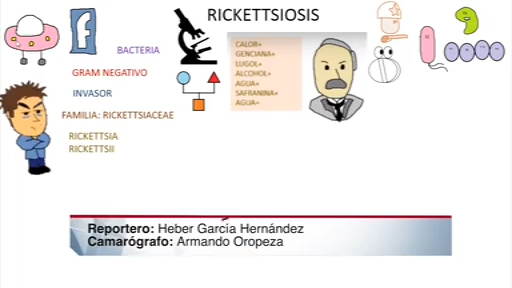 RICKETTSIOSIS
BACTERIA
GRAM NEGATIVO
INVASOR
FAMILIA: RICKETTSIACEAE
RICKETTSIA
RICKETTSII
CALOR+
GENCIANA+
LUGOL+
ALCOHOL+
AGUA+
SAFRANINA+
AGUA=
Reportero: Heber García Hernández
Camarógrafo: Armando Oropeza